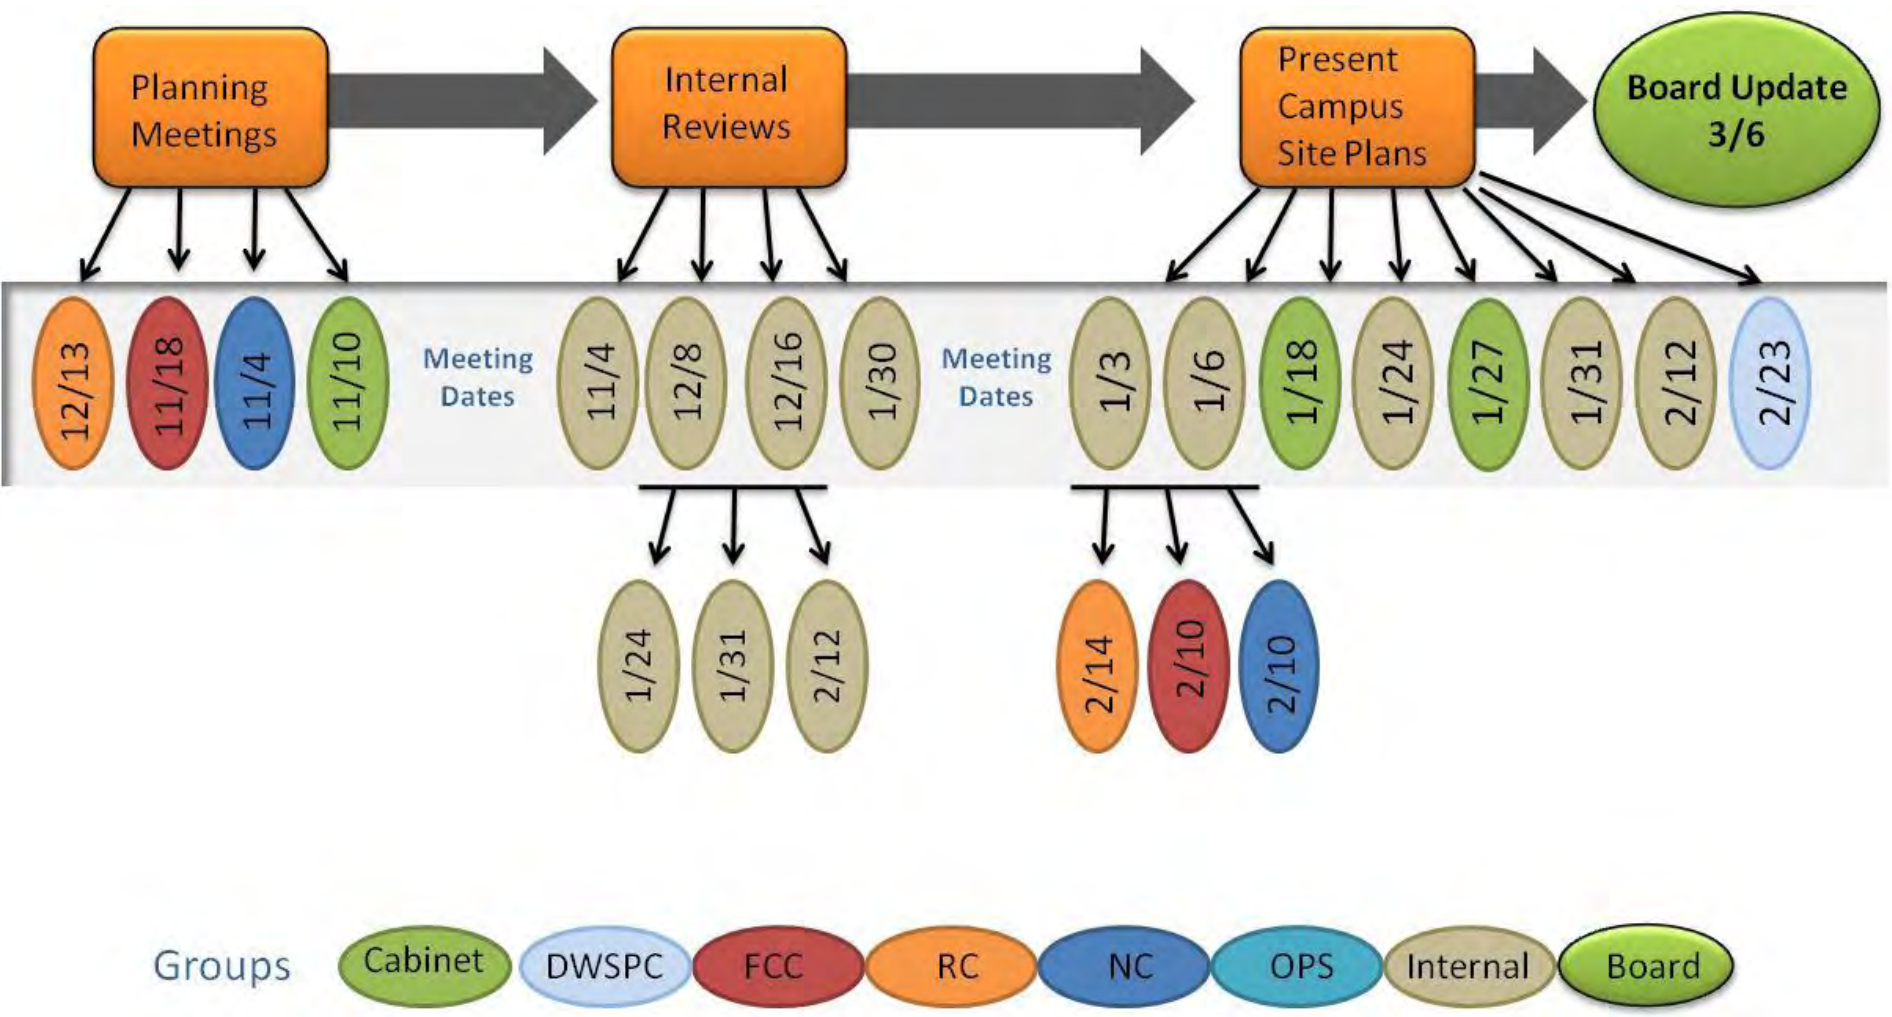 Planning
Meetings
Internal
Reviews
Present
Campus
Site Plans
Board Update
3/6
12/13
11/18
11/4
11/10
Meeting
Dates
11/4
12/8
12/16
1/30
Meeting
Dates
1/3
1/6
1/18
1/24
1/27
1/31
2/12
2/23
1/24
1/31
2/12
2/14
2/10
2/10
Groups
Cabinet
DWSPC
FCC
RC
NC
OPS
Internal
Board